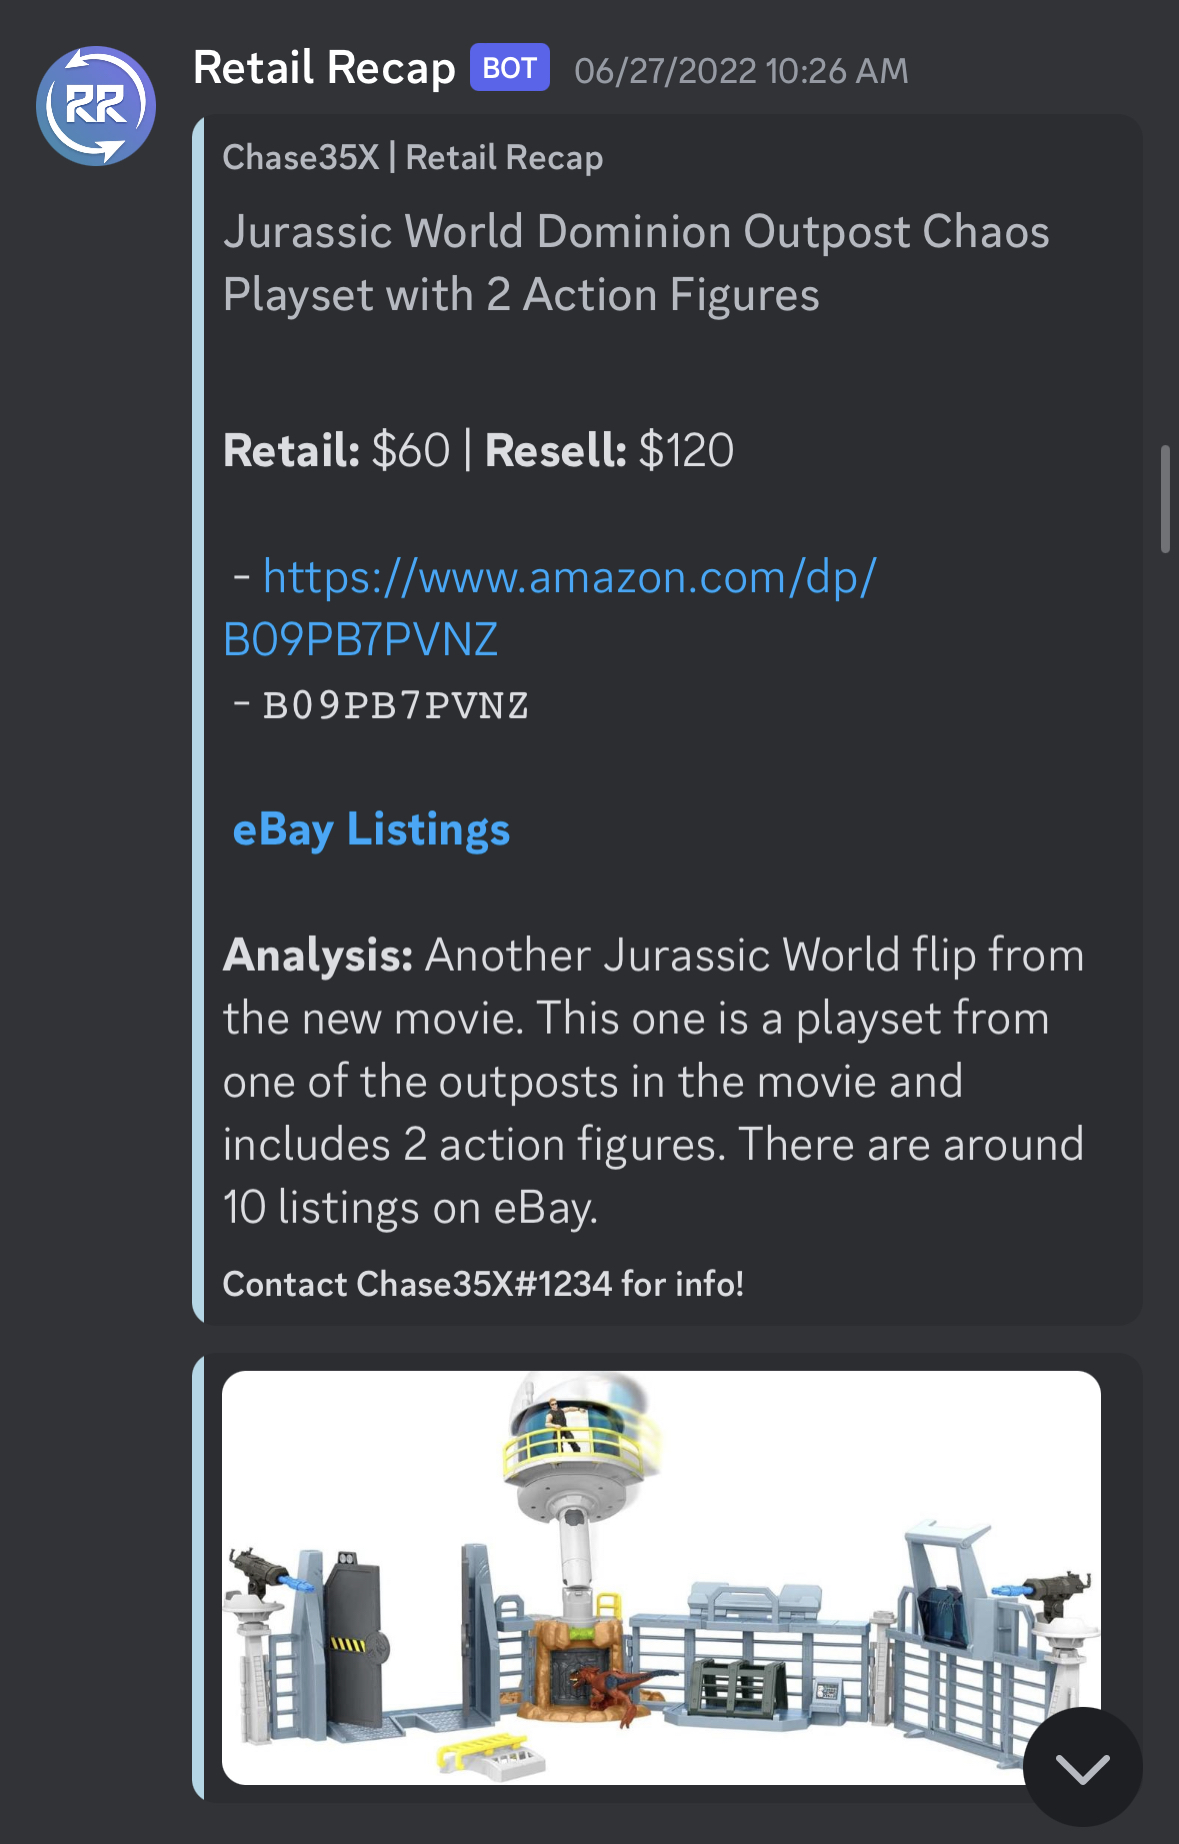 RR
Retail Recap BOT 06/27/2022 10:26 AM
Chase35X | Retail Recap
Jurassic World Dominion Outpost Chaos
Playset with 2 Action Figures
Retail: $60 | Resell: $120
- https://www.amazon.com/dp/
B09PB7PVNZ
- B09PB7PVNZ
eBay Listings
Analysis: Another Jurassic World flip from
the new movie. This one is a playset from
one of the outposts in the movie and
includes 2 action figures. There are around
10 listings on eBay.
Contact Chase35X#1234 for info!